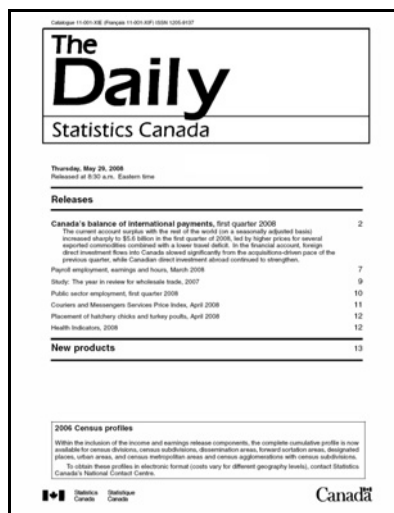 Catalogue 11-001-XIE (Français 11-001-XIF) ISSN 1205-9137
The
Daily
Statistics Canada
Thursday, May 29, 2008
Released at 8:30 a.m. Eastern time
Releases
Canada's balance of international payments, first quarter 2008 2
The current account surplus with the rest of the world (on a seasonally adjusted basis)
increased sharply to $5.6 billion in the first quarter of 2008, led by higher prices for several
exported commodities combined with a lower travel deficit. In the financial account, foreign
direct investment flows into Canada slowed significantly from the acquisitions-driven pace of the
previous quarter, while Canadian direct investment abroad continued to strengthen.
Payroll employment, earnings and hours, March 2008 7
Study: The year in review for wholesale trade, 2007 9
Public sector employment, first quarter 2008 10
Couriers and Messengers Services Price Index, April 2008 11
Placement of hatchery chicks and turkey poults, April 2008 12
Health Indicators, 2008 12
New products 13
2006 Census profiles
Within the inclusion of the income and earnings release components, the complete cumulative profile is now
available for census divisions, census subdivisions, dissemination areas, forward sortation areas, designated
places, urban areas, and census metropolitan areas and census agglomerations with census subdivisions.
To obtain these profiles in electronic format (costs vary for different geography levels), contact Statistics
Canada's National Contact Centre.
Statistics Statistique
Canada Canada
Canada